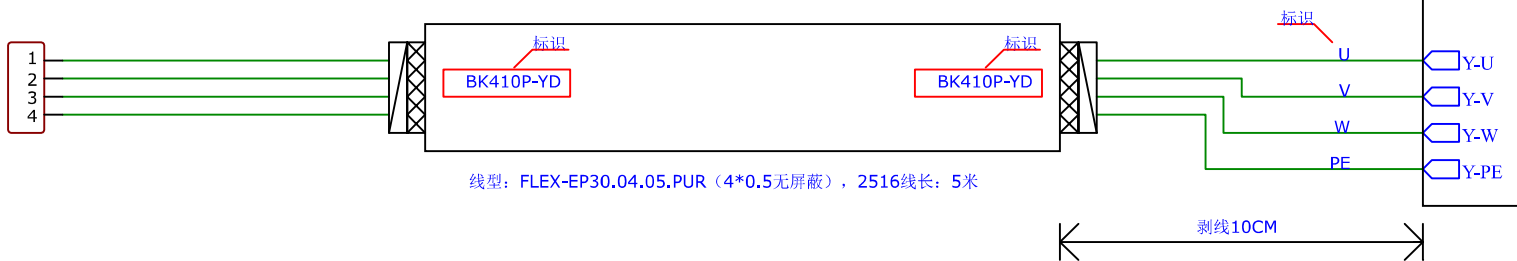 标识
标识
标识
1
2
3
4
BK410P-YD
BK410P-YD
U
V
W
PE
Y-U
Y-V
Y-W
Y-PE
线型：FLEX-EP30.04.05.PUR（4*0.5无屏蔽），2516线长：5米
剥线10CM